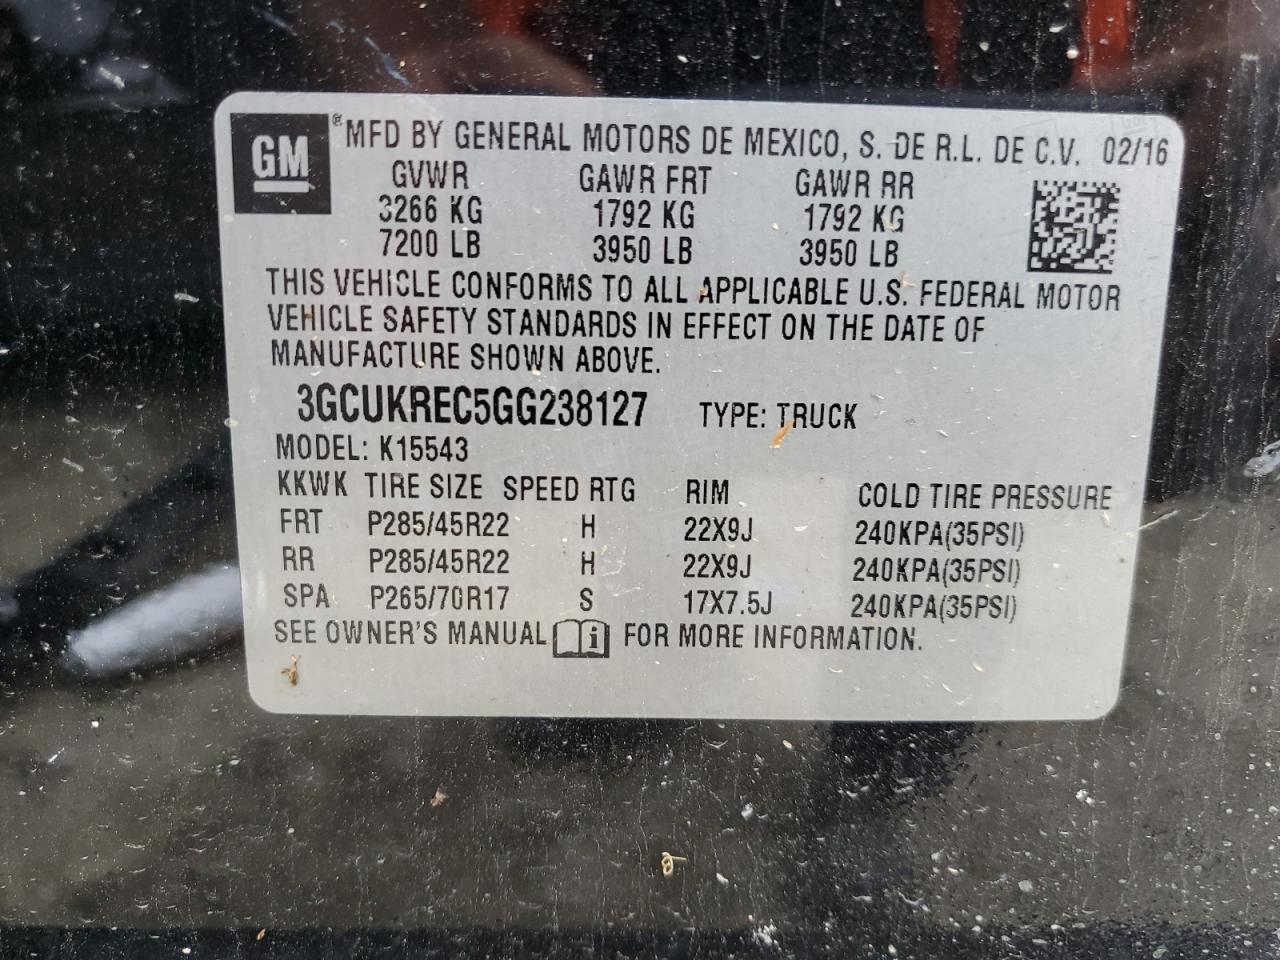 GM ® MFD BY GENERAL MOTORS DE MEXICO, S. DE R.L. DE C.V. 02/16
GVWR GAWR FRT GAWR RR
3266 KG 1792 KG 1792 KG
7200 LB 3950 LB 3950 LB
THIS VEHICLE CONFORMS TO ALL APPLICABLE U.S. FEDERAL MOTOR
VEHICLE SAFETY STANDARDS IN EFFECT ON THE DATE OF
MANUFACTURE SHOWN ABOVE.
3GCUKREC5GG238127 TYPE: TRUCK
MODEL: K15543
KKWK TIRE SIZE SPEED RTG RIM COLD TIRE PRESSURE
FRT P285/45R22 H 22X9J 240KPA(35PSI)
RR P285/45R22 H 22X9J 240KPA(35PSI)
SPA P265/70R17 S 17X7.5J 240KPA(35PSI)
SEE OWNER'S MANUAL i FOR MORE INFORMATION.